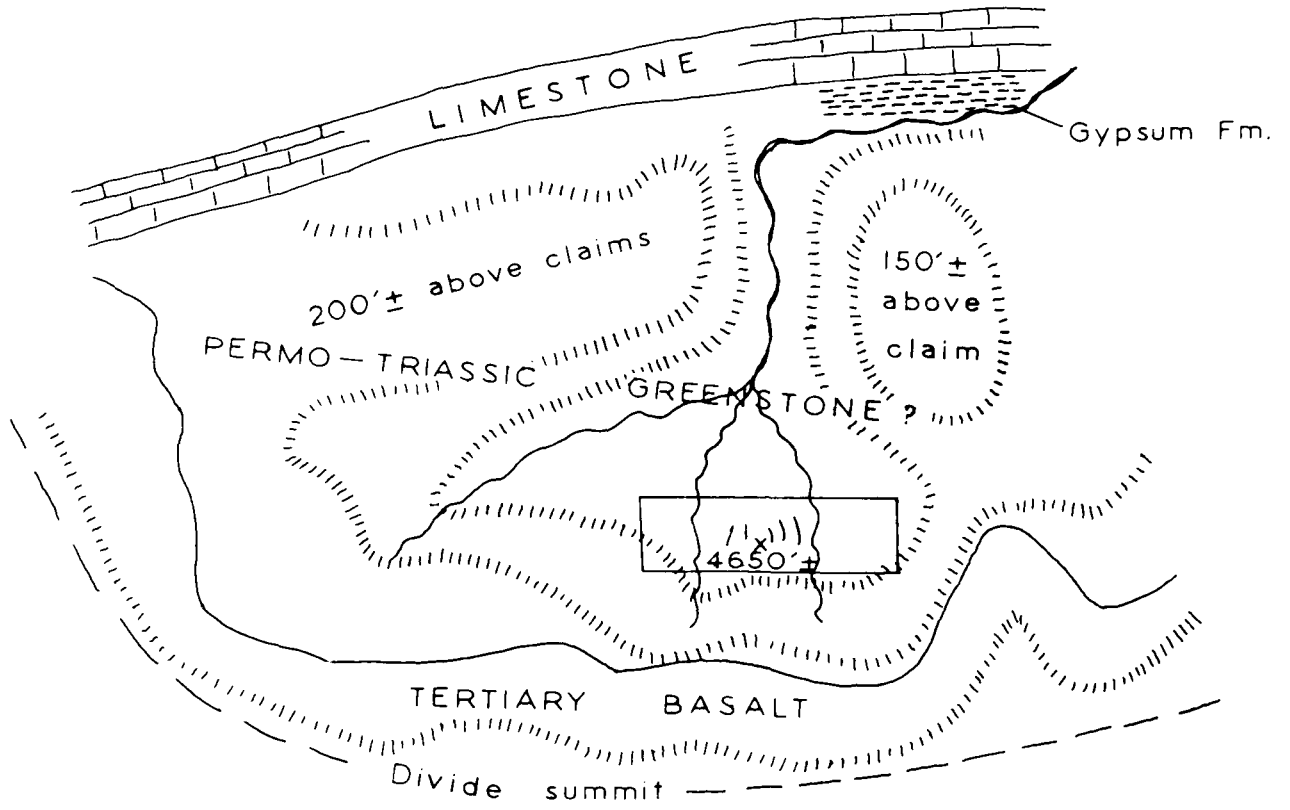 LIMESTONE
Gypsum Fm.
200'± above claims
150'±
above
claim
PERMO-TRIASSIC
GREENSTONE ?
x
4650'±
TERTIARY BASALT
Divide summit